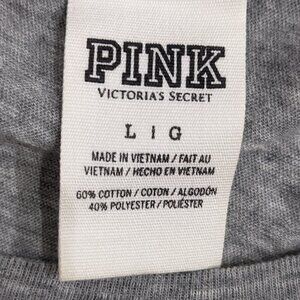 PINK
VICTORIA'S SECRET
L | G
MADE IN VIETNAM / FAIT AU
VIETNAM / HECHO EN VIETNAM
60% COTTON / COTON / ALGODÓN
40% POLYESTER / POLIÉSTER